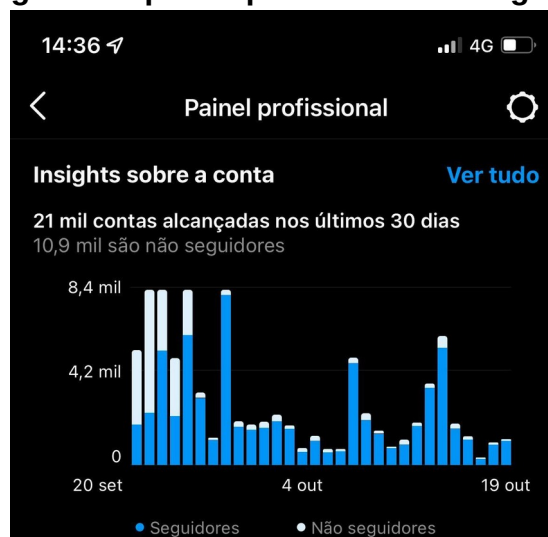 14:36
4G
Painel profissional
Insights sobre a conta Ver tudo
21 mil contas alcançadas nos últimos 30 dias
10,9 mil são não seguidores
8,4 mil
4,2 mil
0
20 set 4 out 19 out
Seguidores Não seguidores